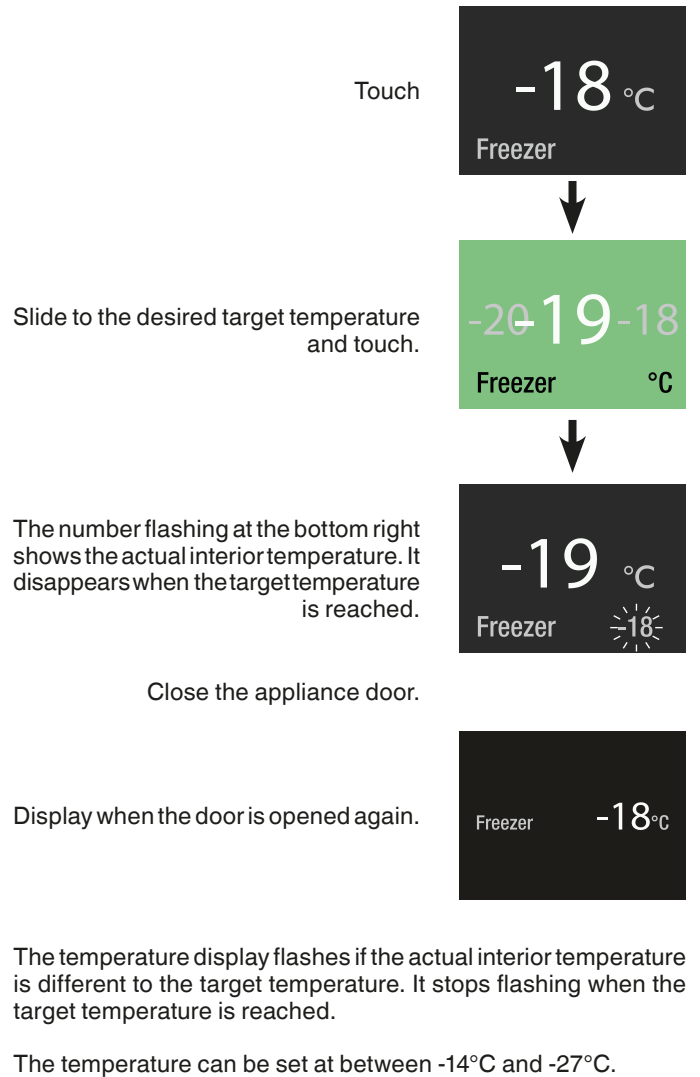 Touch
-18 °C
Freezer
Slide to the desired target temperature
and touch.
-20 -19 -18
Freezer °C
The number flashing at the bottom right
shows the actual interior temperature. It
disappears when the target temperature
is reached.
-19 °C
Freezer -18
Close the appliance door.
Display when the door is opened again.
Freezer -18°C
The temperature display flashes if the actual interior temperature
is different to the target temperature. It stops flashing when the
target temperature is reached.
The temperature can be set at between -14°C and -27°C.